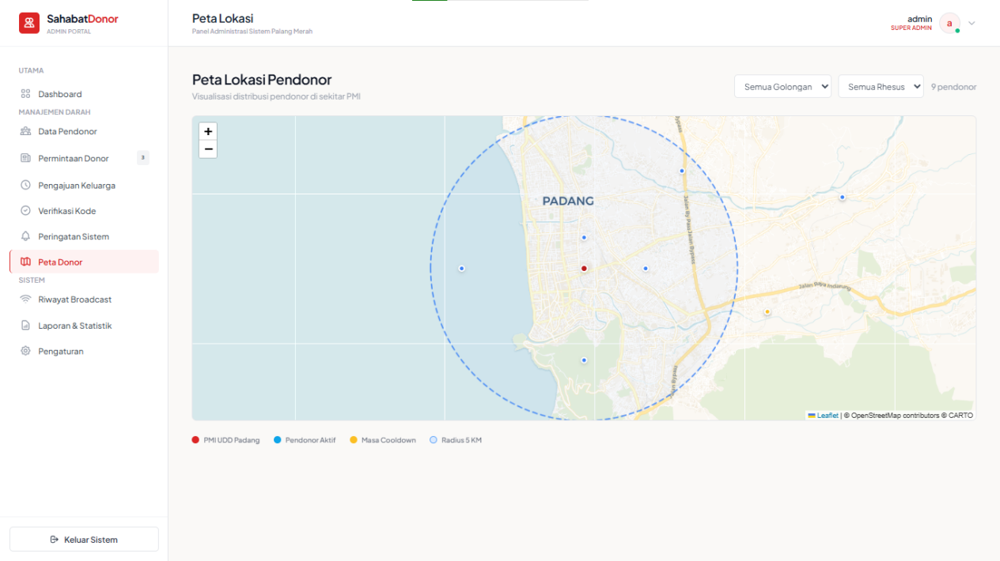 SahabatDonor
ADMIN PORTAL
UTAMA
Dashboard
MANAJEMEN DARAH
Data Pendonor
Permintaan Donor
3
Pengajuan Keluarga
Verifikasi Kode
Peringatan Sistem
Peta Donor
SISTEM
Riwayat Broadcast
Laporan & Statistik
Pengaturan
Keluar Sistem
Peta Lokasi
Panel Administrasi Sistem Palang Merah
admin
SUPER ADMIN
a
Peta Lokasi Pendonor
Visualisasi distribusi pendonor di sekitar PMI
Semua Golongan
Semua Rhesus
9 pendonor
+
−
Bypass
PADANG
Jalan By Pass
Jalan Bypass
Jalan Raya Indarung
Jalan Bypass
Leaflet | © OpenStreetMap contributors © CARTO
PMI UDD Padang
Pendonor Aktif
Masa Cooldown
Radius 5 KM